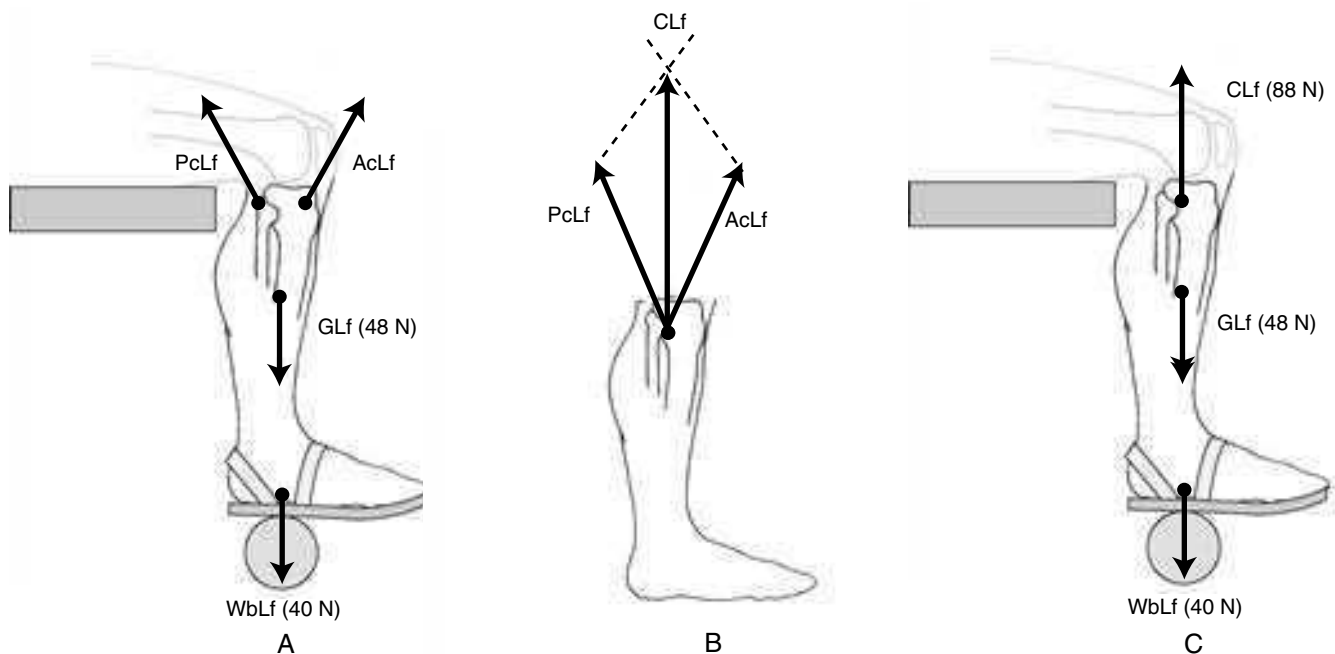 PcLf
AcLf
GLf (48 N)
WbLf (40 N)
A
CLf
PcLf
AcLf
B
CLf (88 N)
GLf (48 N)
WbLf (40 N)
C